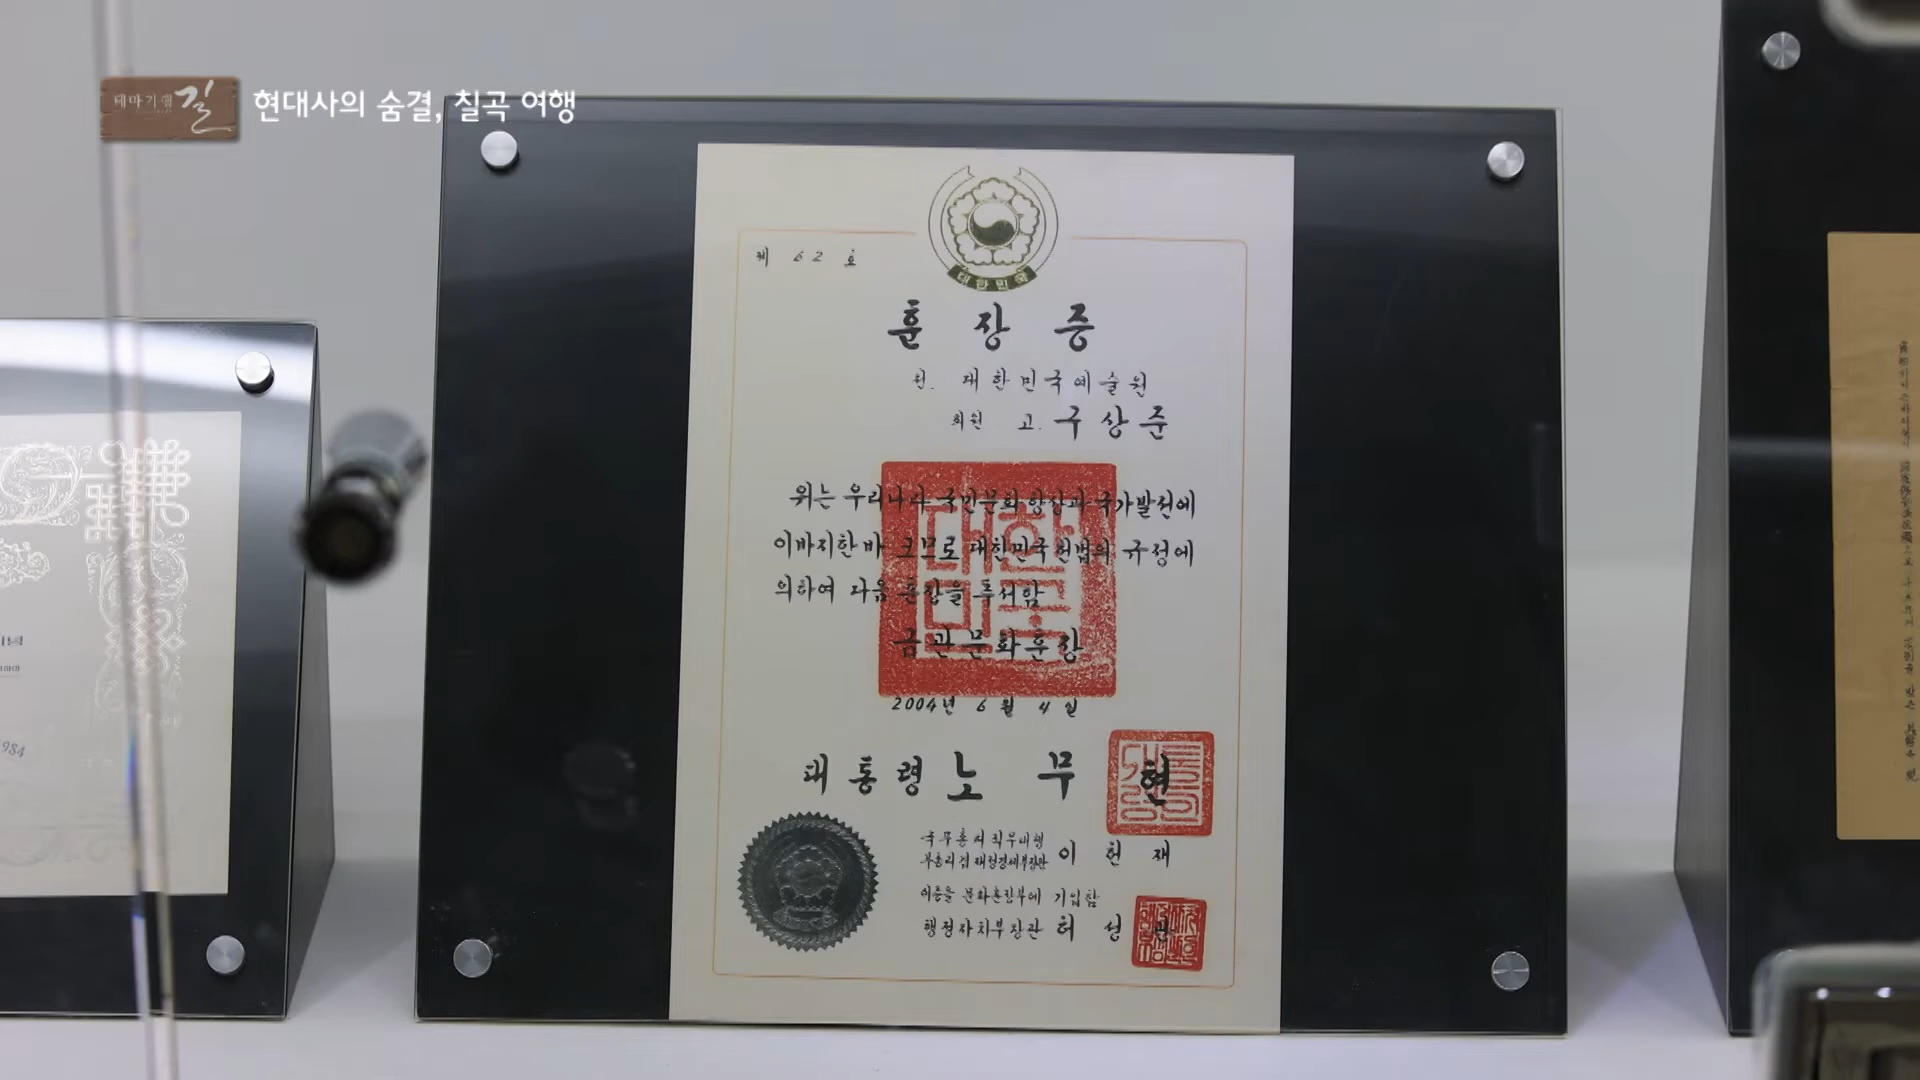 테마기행 길
현대사의 숨결, 칠곡 여행
제 62 호
대한민국
훈장증
전. 대한민국예술원
회원 고. 구상준
위는 우리나라 국민문화향상과 국가발전에
이바지한 바 크므로 대한민국 헌법의 규정에
의하여 다음 훈장을 추서함
금관문화훈장
2004년 6월 4일
대통령 노무현
국무총리직무대행
부총리겸 재정경제부장관 이헌재
이증을 문화훈장부에 기입함
행정자치부장관 허성관
1984